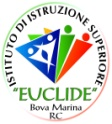 ISTITUTO DI ISTRUZIONE SUPERIORE
"EUCLIDE"
Bova Marina
RC